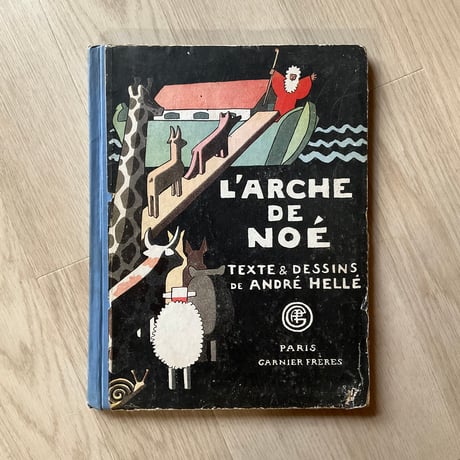 L'ARCHE
DE
NOÉ
TEXTE & DESSINS
DE ANDRÉ HELLÉ
PARIS
GARNIER FRÈRES